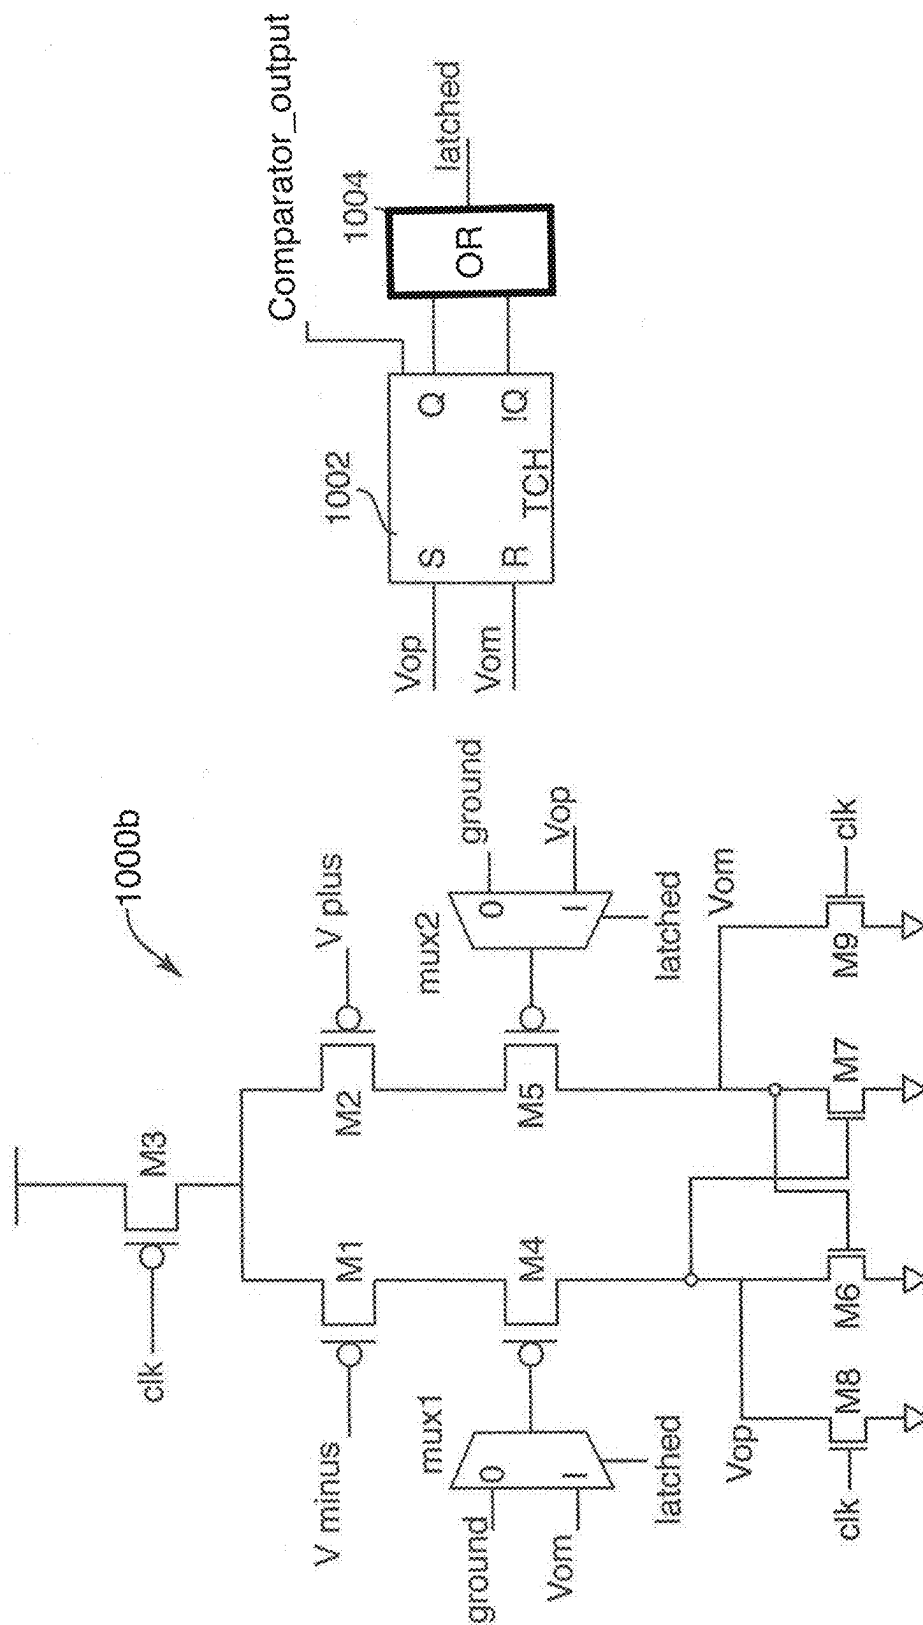 1000b
clk
M3
V minus
M1
M2
V plus
mux1
ground
0
I
Vom
latched
M4
M5
mux2
0
ground
I
Vop
latched
Vop
Vom
clk
M8
M6
M7
M9
clk
Vop
Vom
1002
S
Q
R
!Q
TCH
Comparator_output
1004
OR
latched